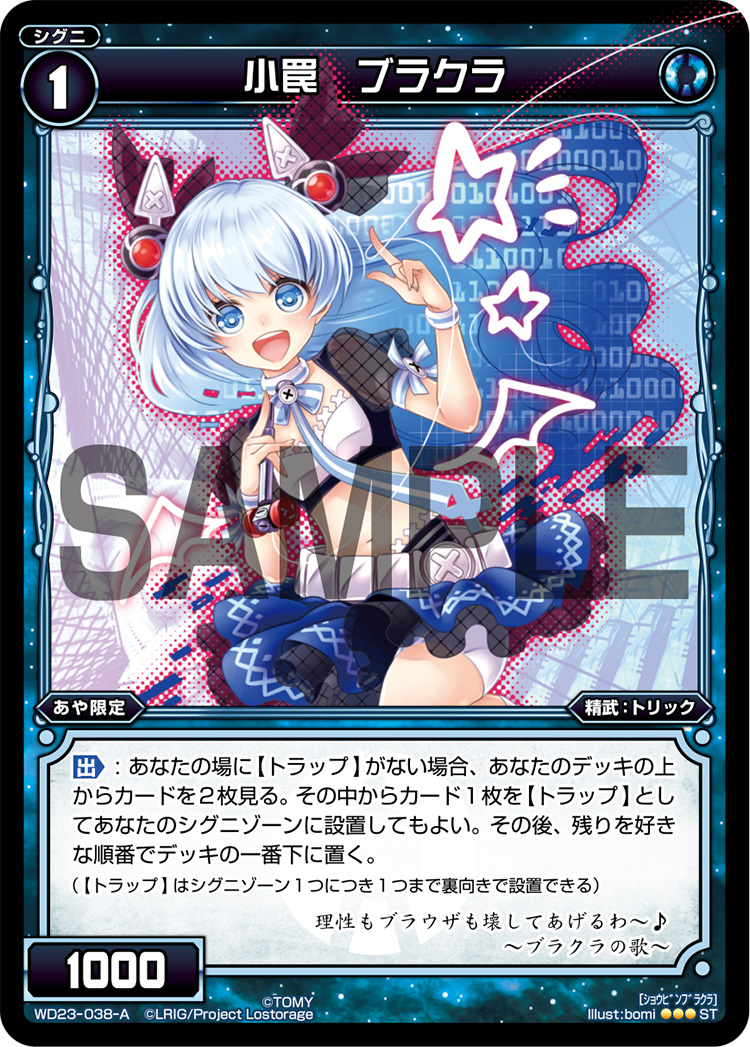 シグニ
1
小罠 ブラクラ
SAMPLE
あや限定
精武：トリック
出：あなたの場に【トラップ】がない場合、あなたのデッキの上
からカードを２枚見る。その中からカード１枚を【トラップ】とし
てあなたのシグニゾーンに設置してもよい。その後、残りを好き
な順番でデッキの一番下に置く。
（【トラップ】はシグニゾーン１つにつき１つまで裏向きで設置できる）
理性もブラウザも壊してあげるわ～♪
～ブラクラの歌～
1000
©TOMY
[ｼｮｳﾋﾞﾝﾌﾞﾗｸﾗ]
WD23-038-A ©LRIG/Project Lostorage
Illust:bomi ST